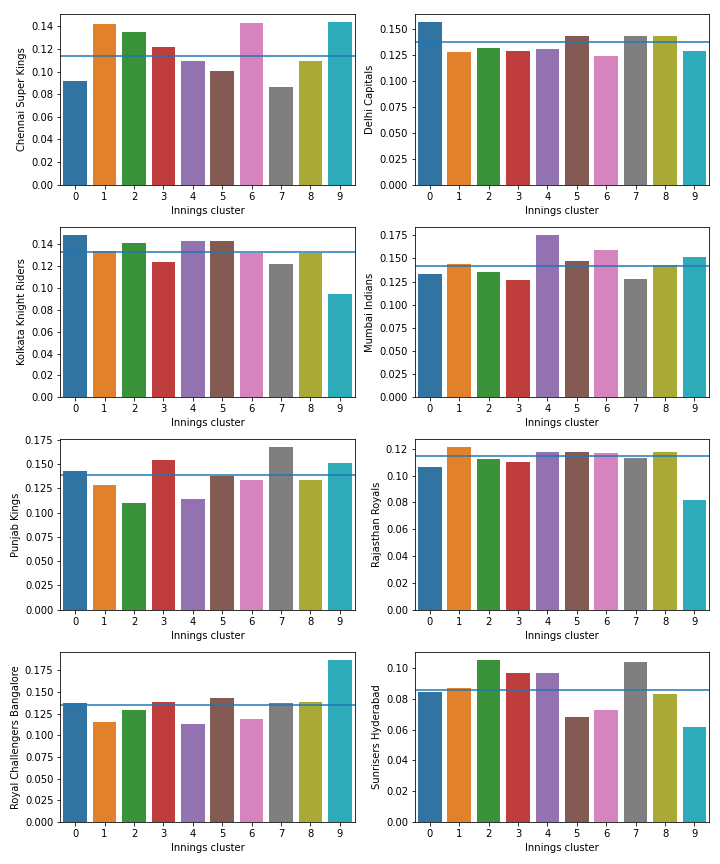 Chennai Super Kings
0.14
0.12
0.10
0.08
0.06
0.04
0.02
0.00
0 1 2 3 4 5 6 7 8 9
Innings cluster
Delhi Capitals
0.150
0.125
0.100
0.075
0.050
0.025
0.000
0 1 2 3 4 5 6 7 8 9
Innings cluster
Kolkata Knight Riders
0.14
0.12
0.10
0.08
0.06
0.04
0.02
0.00
0 1 2 3 4 5 6 7 8 9
Innings cluster
Mumbai Indians
0.175
0.150
0.125
0.100
0.075
0.050
0.025
0.000
0 1 2 3 4 5 6 7 8 9
Innings cluster
Punjab Kings
0.175
0.150
0.125
0.100
0.075
0.050
0.025
0.000
0 1 2 3 4 5 6 7 8 9
Innings cluster
Rajasthan Royals
0.12
0.10
0.08
0.06
0.04
0.02
0.00
0 1 2 3 4 5 6 7 8 9
Innings cluster
Royal Challengers Bangalore
0.175
0.150
0.125
0.100
0.075
0.050
0.025
0.000
0 1 2 3 4 5 6 7 8 9
Innings cluster
Sunrisers Hyderabad
0.10
0.08
0.06
0.04
0.02
0.00
0 1 2 3 4 5 6 7 8 9
Innings cluster